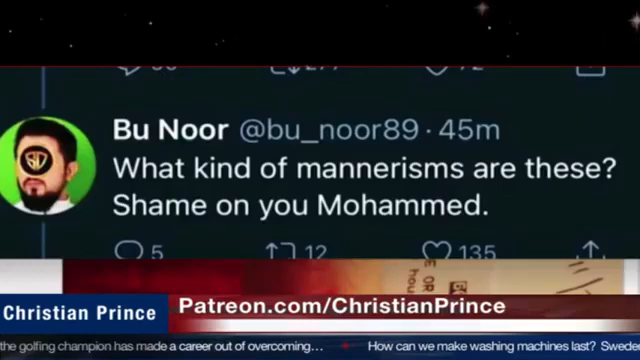 Bu Noor @bu_noor89 · 45m
What kind of mannerisms are these?
Shame on you Mohammed.
5 12 135
Patreon.com/ChristianPrince
Christian Prince
the golfing champion has made a career out of overcoming... How can we make washing machines last? Swede